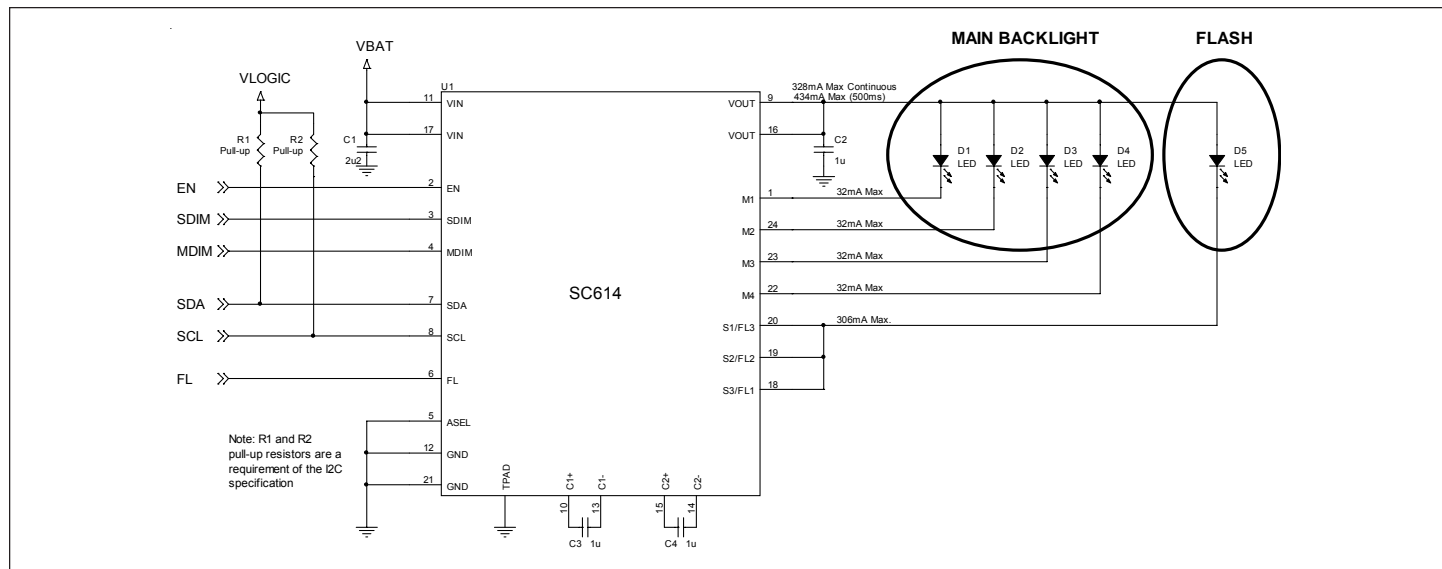 MAIN BACKLIGHT
FLASH
VBAT
VLOGIC
U1
328mA Max Continuous
434mA Max (500ms)
11
VIN
VOUT
9
R1
Pull-up
R2
Pull-up
17
VIN
VOUT
16
C1
2u2
C2
1u
D1
LED
D2
LED
D3
LED
D4
LED
D5
LED
EN
2
EN
M1
1
32mA Max
SDIM
3
SDIM
M2
24
32mA Max
MDIM
4
MDIM
M3
23
32mA Max
SC614
M4
22
32mA Max
SDA
7
SDA
S1/FL3
20
306mA Max.
SCL
8
SCL
S2/FL2
19
FL
6
FL
S3/FL1
18
5
ASEL
12
GND
21
GND
Note: R1 and R2
pull-up resistors are a
requirement of the I2C
specification
TPAD
C1+
C1-
C2+
C2-
10
13
15
14
C3
1u
C4
1u